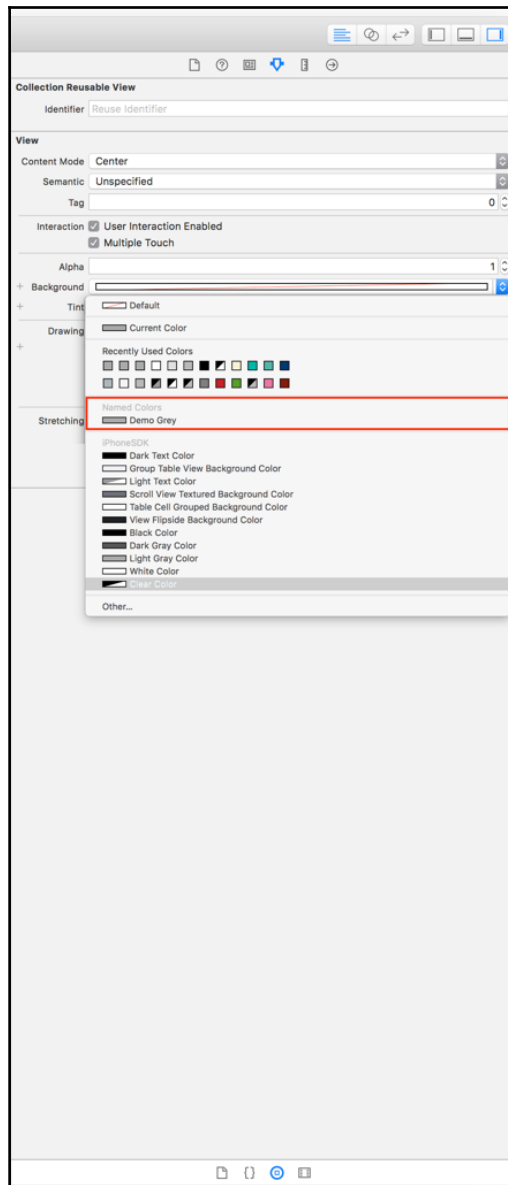 Collection Reusable View
Identifier Reuse Identifier
View
Content Mode Center
Semantic Unspecified
Tag 0
Interaction User Interaction Enabled
Multiple Touch
Alpha 1
Background
Tint
Default
Drawing
Current Color
Recently Used Colors
Named Colors
Stretching
Demo Grey
iPhoneSDK
Dark Text Color
Group Table View Background Color
Light Text Color
Scroll View Textured Background Color
Table Cell Grouped Background Color
View Flipside Background Color
Black Color
Dark Gray Color
Light Gray Color
White Color
Clear Color
Other...